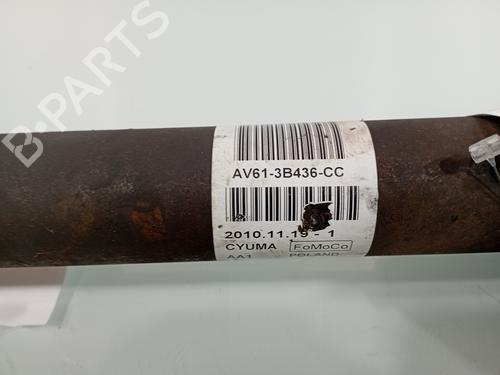 AV61-3B436-CC
2010.11.19 - 1
CYUMA FoMoCo
AA1 POLAND
B PARTS